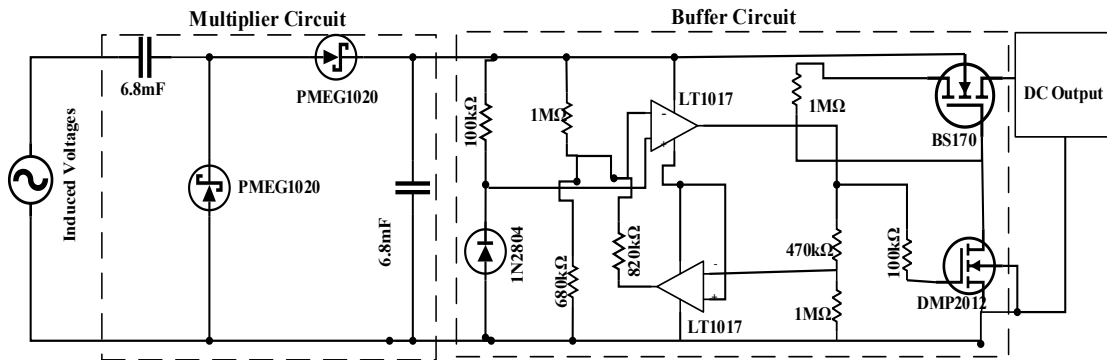 Multiplier Circuit
Buffer Circuit
6.8mF
PMEG1020
PMEG1020
Induced Voltages
6.8mF
100kΩ
1MΩ
LT1017
1MΩ
BS170
DC Output
1N2804
680kΩ
820kΩ
470kΩ
100kΩ
LT1017
1MΩ
DMP2012
-
+
-
+